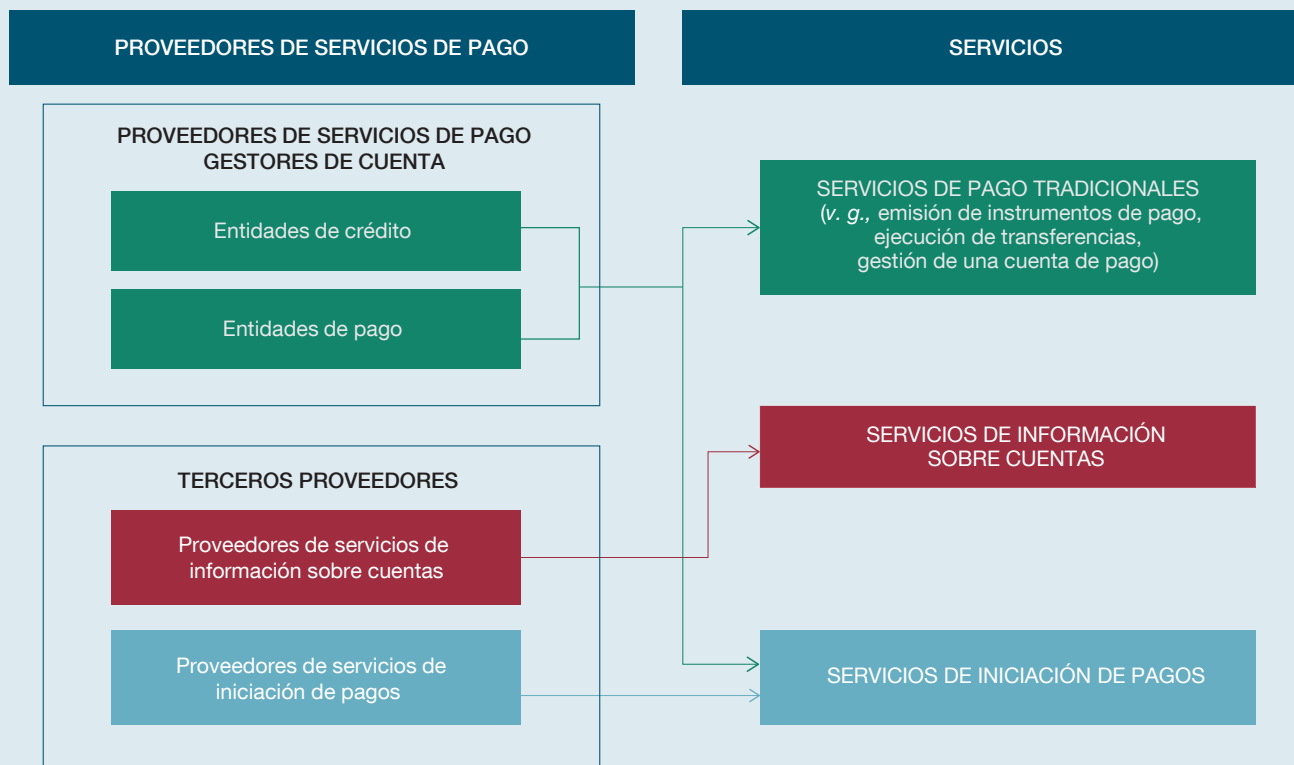 PROVEEDORES DE SERVICIOS DE PAGO
SERVICIOS
PROVEEDORES DE SERVICIOS DE PAGO
GESTORES DE CUENTA
Entidades de crédito
Entidades de pago
SERVICIOS DE PAGO TRADICIONALES
(v. g., emisión de instrumentos de pago,
ejecución de transferencias,
gestión de una cuenta de pago)
TERCEROS PROVEEDORES
Proveedores de servicios de
información sobre cuentas
Proveedores de servicios de
iniciación de pagos
SERVICIOS DE INFORMACIÓN
SOBRE CUENTAS
SERVICIOS DE INICIACIÓN DE PAGOS